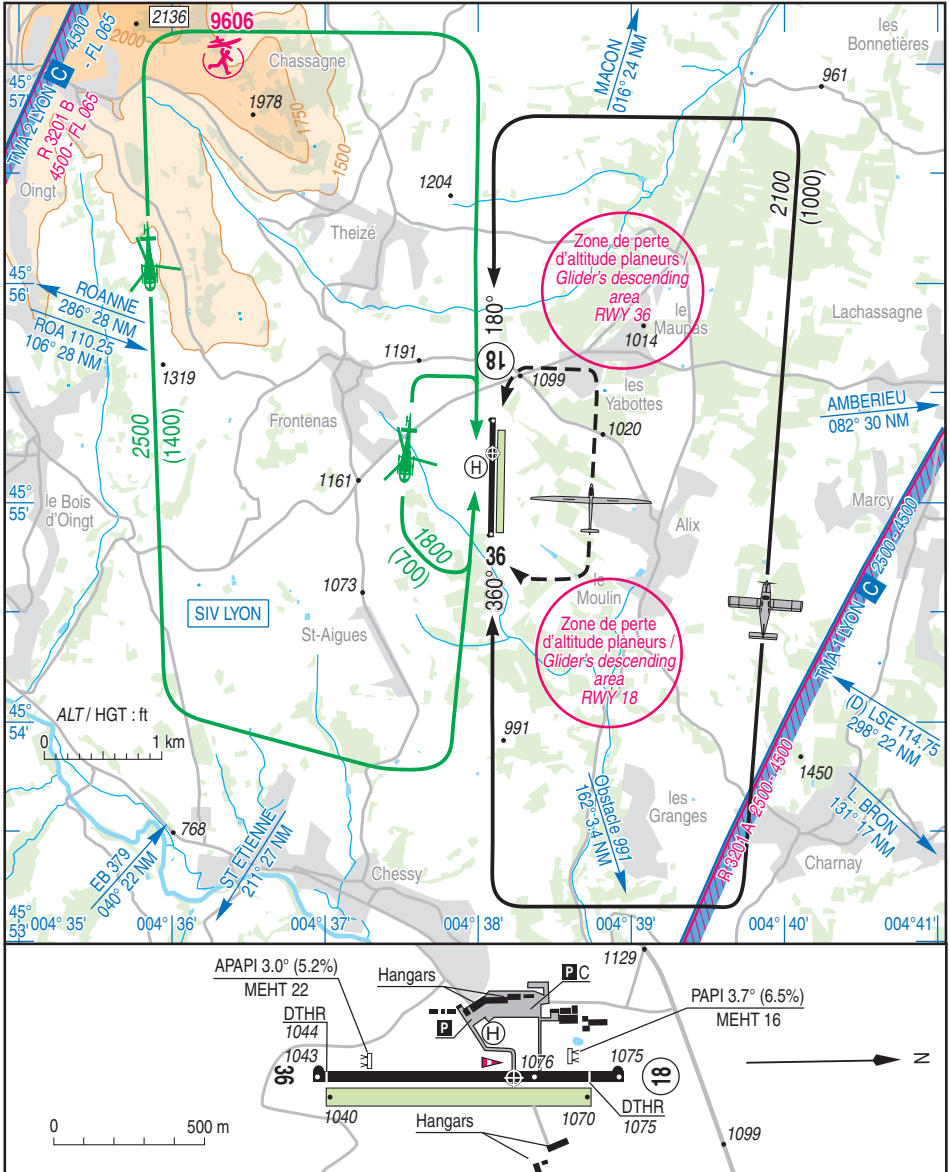 2136
9606
2000
4500
- FL 065
C
TMA 2 LYON
R 3201 B
4500 - FL 065
45°
57'
Oingt
Chassagne
1978
1750
1500
1204
Theizé
MACON
016° 24 NM
les
Bonnetières
961
2100
(1000)
Zone de perte
d'altitude planeurs /
Glider's descending
area
RWY 36
le
Maupas
1014
Lachassagne
45°
56'
ROANNE
286° 28 NM
ROA 110.25
106° 28 NM
180°
18
1191
1099
1319
les
Yabottes
1020
Frontenas
2500
(1400)
AMBERIEU
082° 30 NM
H
1161
45°
55'
le Bois
d'Oingt
Marcy
Alix
1800
(700)
36
360°
1073
le
Moulin
2500-4500
C
TMA 1 LYON
SIV LYON
St-Aigues
Zone de perte
d'altitude planeurs /
Glider's descending
area
RWY 18
45°
54'
ALT / HGT : ft
0
1 km
991
(D) LSE 114.75
298° 22 NM
1450
R 3201 A 2500-4500
L. BRON
131° 17 NM
Obstacle 991
162°-3.4 NM
les
Granges
Charnay
768
EB 379
040° 22 NM
ST ETIENNE
211° 27 NM
Chessy
45°
53'
004° 35'
004° 36'
004° 37'
004° 38'
004° 39'
004° 40'
004° 41'
1129
APAPI 3.0° (5.2%)
MEHT 22
Hangars
P C
PAPI 3.7° (6.5%)
MEHT 16
P
H
DTHR
1044
1043
36
1076
1075
18
N
1040
1070
DTHR
1075
Hangars
1099
0
500 m